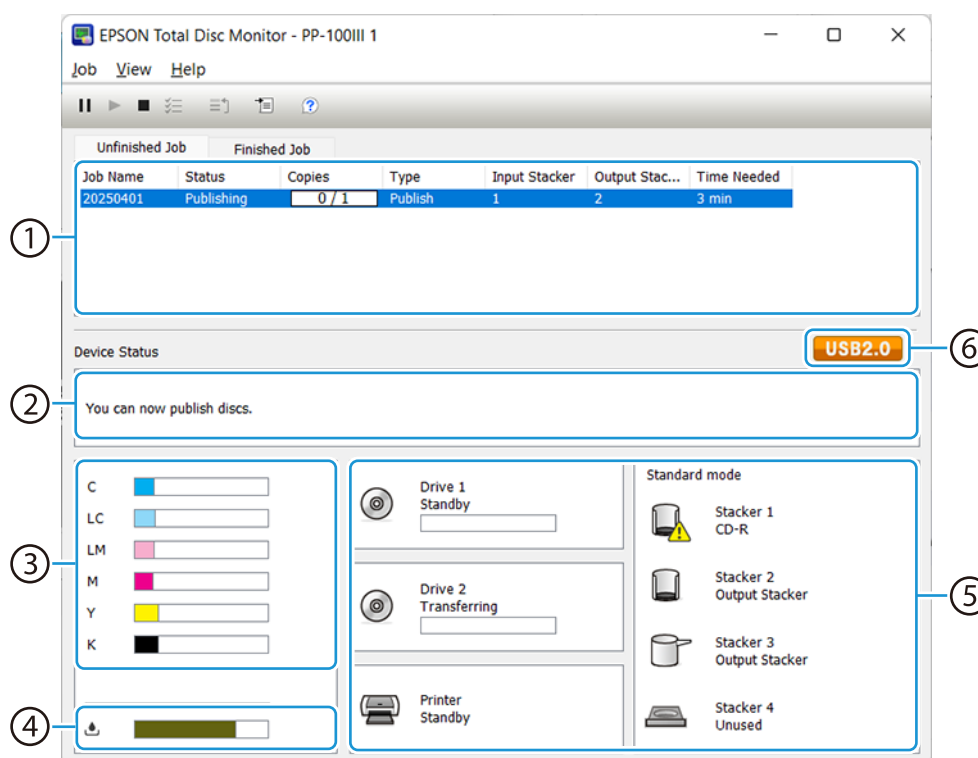 EPSON Total Disc Monitor - PP-100III 1
Job View Help
Unfinished Job Finished Job
Job Name Status Copies Type Input Stacker Output Stac... Time Needed
20250401 Publishing 0 / 1 Publish 1 2 3 min
1
Device Status
USB2.0
6
2
You can now publish discs.
3
C
LC
LM
M
Y
K
4
Drive 1
Standby
Drive 2
Transferring
Printer
Standby
Standard mode
Stacker 1
CD-R
Stacker 2
Output Stacker
Stacker 3
Output Stacker
Stacker 4
Unused
5